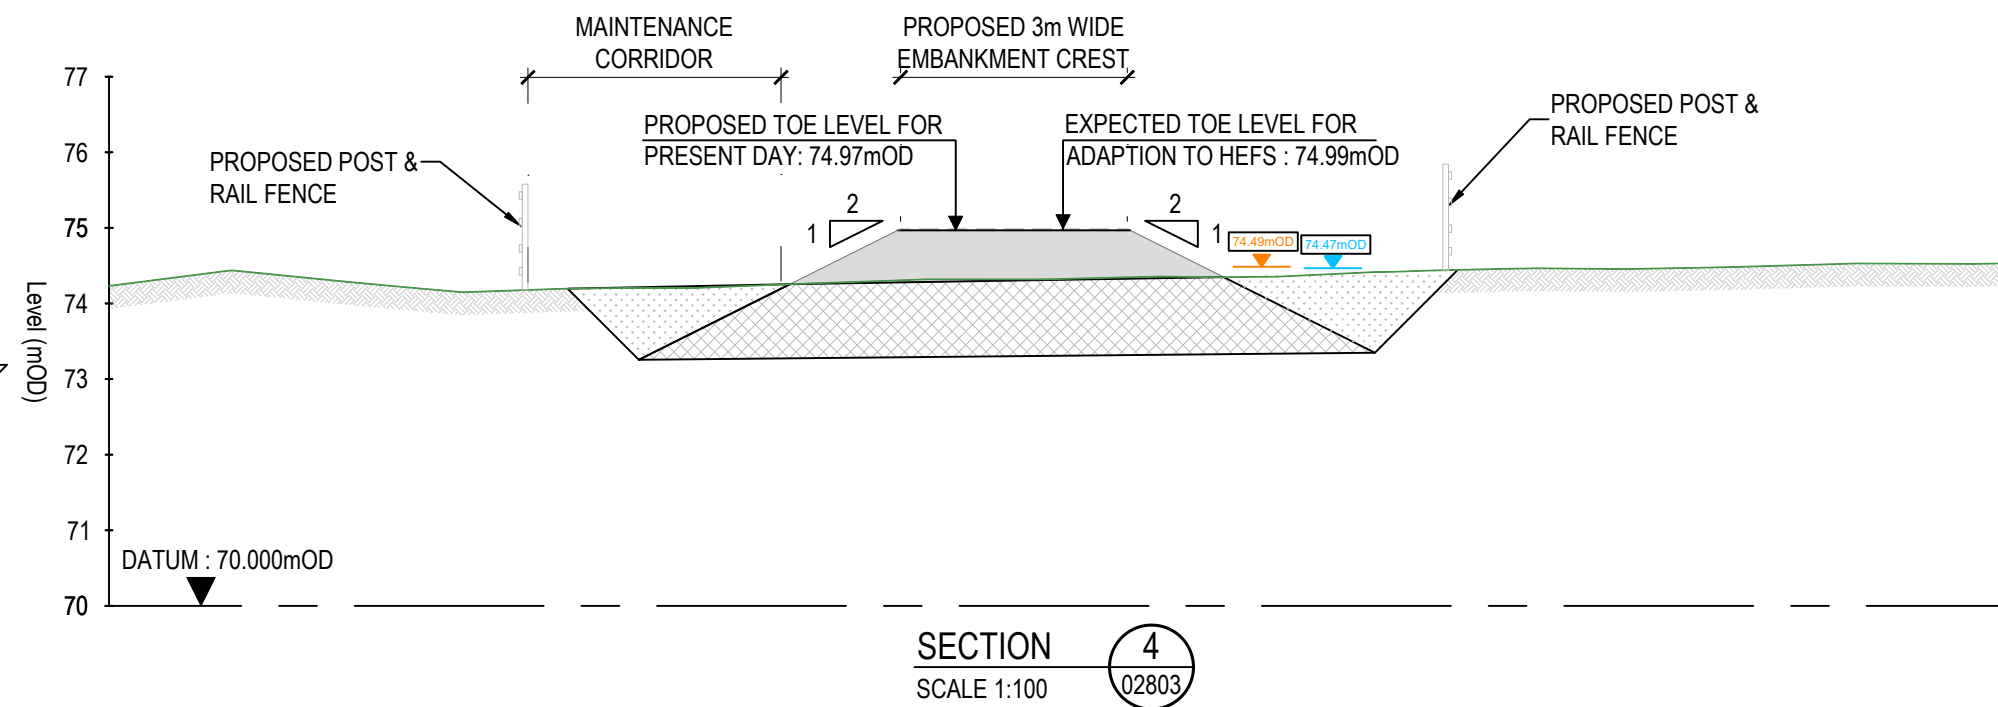 MAINTENANCE
CORRIDOR
PROPOSED 3m WIDE
EMBANKMENT CREST
PROPOSED POST &
RAIL FENCE
PROPOSED TOE LEVEL FOR
PRESENT DAY: 74.97mOD
EXPECTED TOE LEVEL FOR
ADAPTION TO HEFS : 74.99mOD
PROPOSED POST &
RAIL FENCE
2
1
2
1
74.49mOD
74.47mOD
77
76
75
74
73
72
71
70
Level (mOD)
DATUM : 70.000mOD
SECTION
SCALE 1:100
4
02803